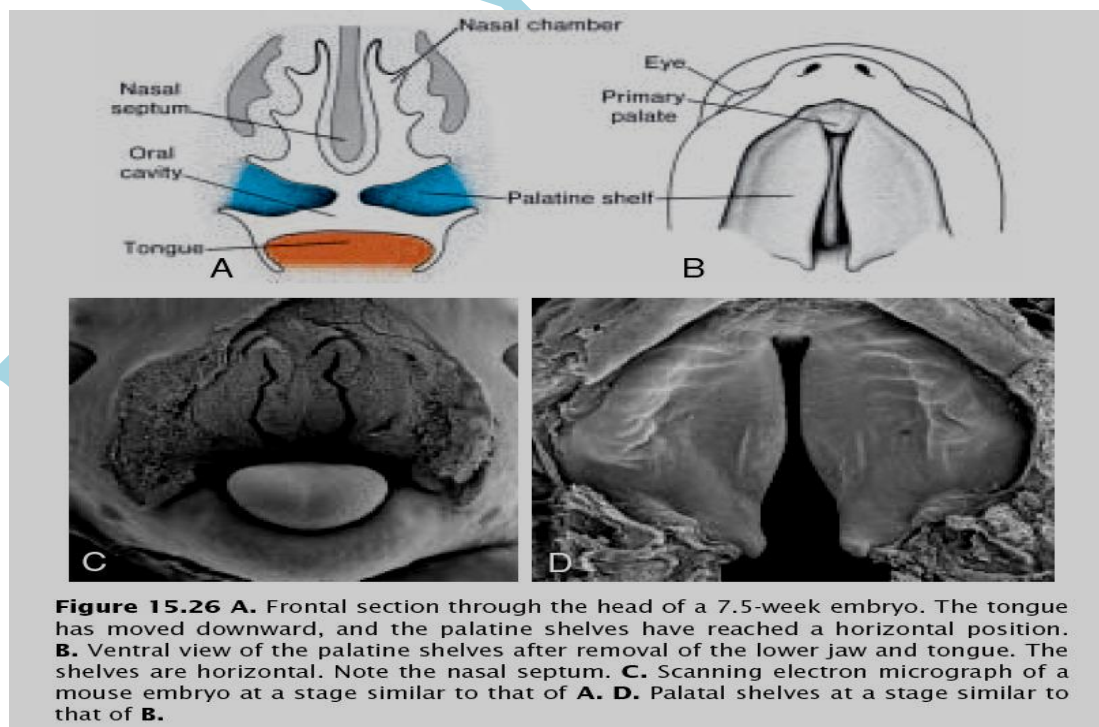 Nasal chamber
Nasal
septum
Oral
cavity
Tongue
A
Eye
Primary
palate
Palatine shelf
B
C
D
Figure 15.26 A. Frontal section through the head of a 7.5-week embryo. The tongue
has moved downward, and the palatine shelves have reached a horizontal position.
B. Ventral view of the palatine shelves after removal of the lower jaw and tongue. The
shelves are horizontal. Note the nasal septum. C. Scanning electron micrograph of a
mouse embryo at a stage similar to that of A. D. Palatal shelves at a stage similar to
that of B.